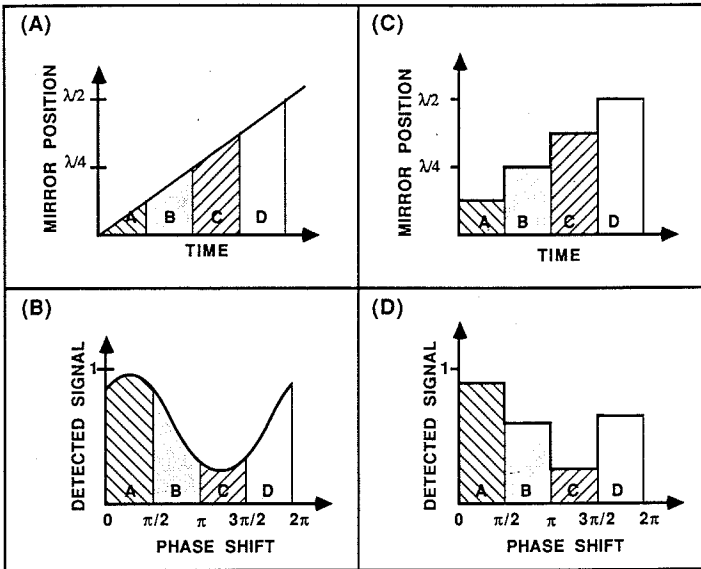 (A)
MIRROR POSITION
λ/2
λ/4
A B C D
TIME
(C)
MIRROR POSITION
λ/2
λ/4
A B C D
TIME
(B)
DETECTED SIGNAL
1
A B C D
0 π/2 π 3π/2 2π
PHASE SHIFT
(D)
DETECTED SIGNAL
1
A B C D
0 π/2 π 3π/2 2π
PHASE SHIFT